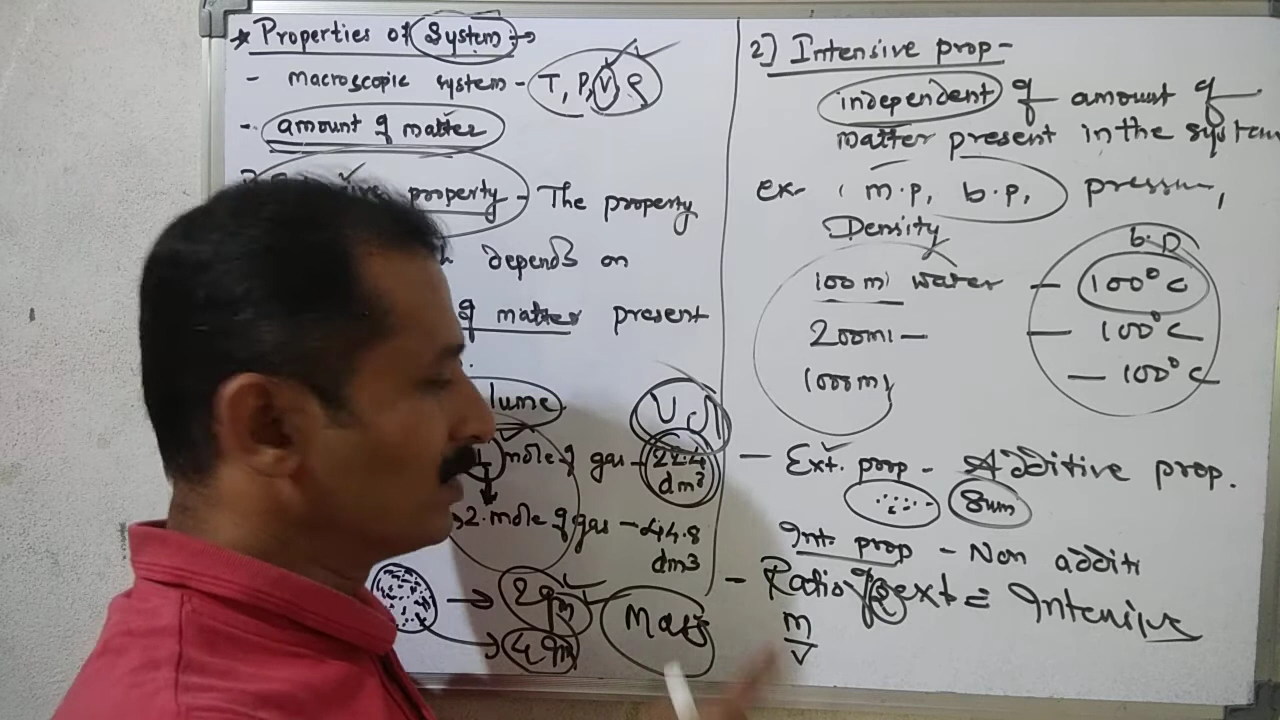 * Properties of System →
- macroscopic system - T, P, V, ρ
- amount of matter
property - The property
depends on
of matter present
lume.
U, H
1 mole of gas - 22.4
dm3
2. mole of gas - 44.8
dm3
2gm
4gm
Mass
2) Intensive prop -
independent of amount of
matter present in the system
ex - m.p, b.p, pressure,
Density
b.p
100ml water - 100°C
200ml - 100°C
1000ml - 100°C
- Ext. prop - Additive prop.
Sum
Int. prop - Non additi
- Ratio of 2 ext = Intensive
m
V